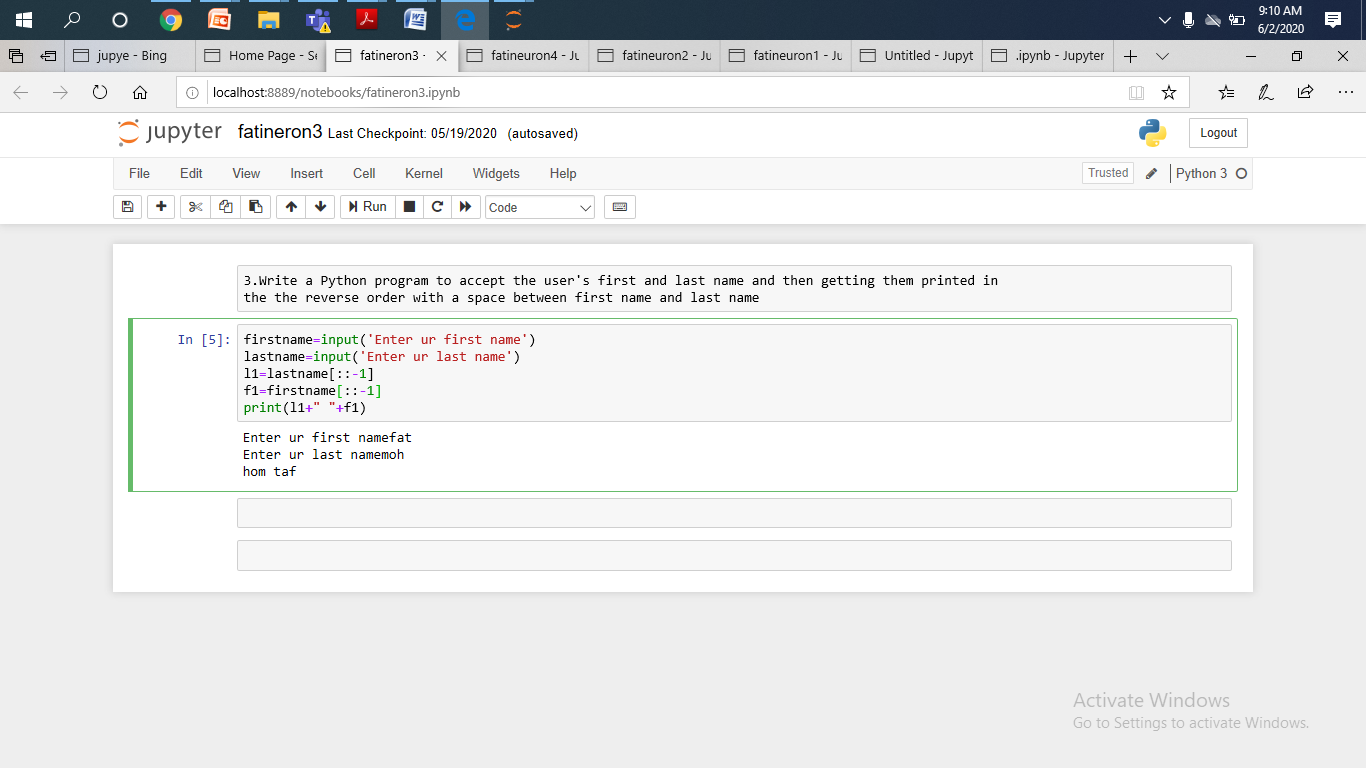 9:10 AM
6/2/2020
jupye - Bing
Home Page - Se
fatineron3 -
fatineuron4 - Ju
fatineuron2 - Ju
fatineuron1 - Ju
Untitled - Jupyt
.ipynb - Jupyter
localhost:8889/notebooks/fatineron3.ipynb
jupyter fatineron3 Last Checkpoint: 05/19/2020 (autosaved)
Logout
File Edit View Insert Cell Kernel Widgets Help
Trusted
Python 3
Run
Code
3.Write a Python program to accept the user's first and last name and then getting them printed in
the the reverse order with a space between first name and last name
In [5]:
firstname=input('Enter ur first name')
lastname=input('Enter ur last name')
l1=lastname[::-1]
f1=firstname[::-1]
print(l1+" "+f1)
Enter ur first namefat
Enter ur last namemoh
hom taf
Activate Windows
Go to Settings to activate Windows.